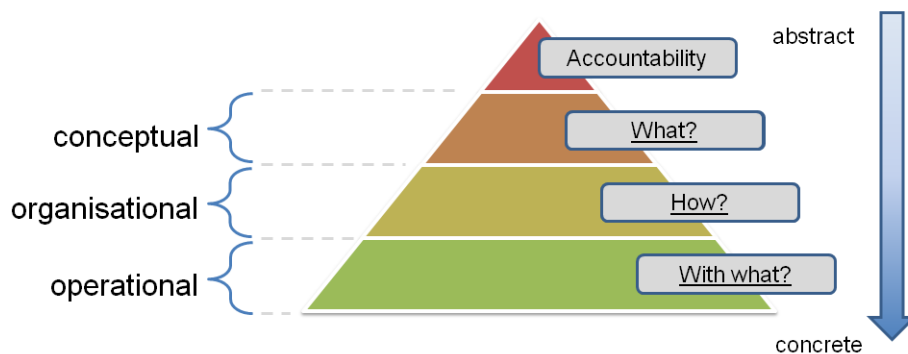 abstract
Accountability
conceptual
What?
organisational
How?
operational
With what?
concrete